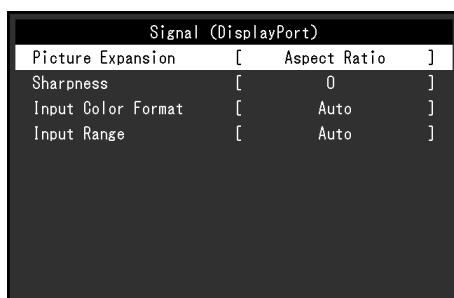 Signal (DisplayPort)
Picture Expansion [ Aspect Ratio ]
Sharpness [ 0 ]
Input Color Format [ Auto ]
Input Range [ Auto ]